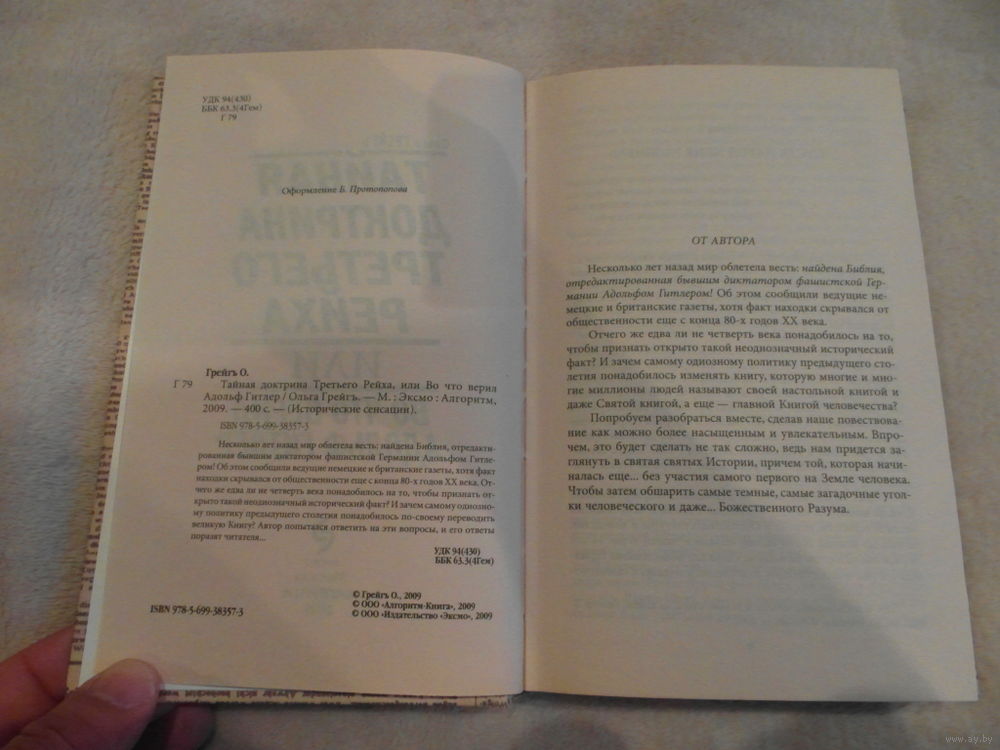 УДК 94(430)
ББК 63.3(4Гем)
Г 79
Оформление Б. Протопопова
Грейгъ О.
Г 79 Тайная доктрина Третьего Рейха, или Во что верил
Адольф Гитлер / Ольга Грейгъ. — М. : Эксмо : Алгоритм,
2009. — 400 с. — (Исторические сенсации).
ISBN 978-5-699-38357-3
Несколько лет назад мир облетела весть: найдена Библия, отредакти-
рованная бывшим диктатором фашистской Германии Адольфом Гитле-
ром! Об этом сообщили ведущие немецкие и британские газеты, хотя факт
находки скрывался от общественности еще с конца 80-х годов XX века. От-
чего же едва ли не четверть века понадобилось на то, чтобы признать от-
крыто такой неоднозначный исторический факт? И зачем самому одиозно-
му политику предыдущего столетия понадобилось по-своему переводить
великую Книгу? Автор попытался ответить на эти вопросы, и его ответы
поразят читателя...
УДК 94(430)
ББК 63.3(4Гем)
© Грейгъ О., 2009
© ООО «Алгоритм-Книга», 2009
ISBN 978-5-699-38357-3
© ООО «Издательство «Эксмо», 2009
ТАЙНАЯ
ДОКТРИНА
ТРЕТЬЕГО
РЕЙХА
ОТ АВТОРА
Несколько лет назад мир облетела весть: найдена Библия,
отредактированная бывшим диктатором фашистской Гер-
мании Адольфом Гитлером! Об этом сообщили ведущие не-
мецкие и британские газеты, хотя факт находки скрывался от
общественности еще с конца 80-х годов XX века.
Отчего же едва ли не четверть века понадобилось на то,
чтобы признать открыто такой неоднозначный исторический
факт? И зачем самому одиозному политику предыдущего сто-
летия понадобилось изменять книгу, которую многие и мно-
гие миллионы людей называют своей настольной книгой и
даже Святой книгой, а еще — главной Книгой человечества?
Попробуем разобраться вместе, сделав наше повествова-
ние как можно более насыщенным и увлекательным. Впро-
чем, это будет сделать не так сложно, ведь нам придется за-
глянуть в святая святых Истории, причем той, которая начи-
налась еще... без участия самого первого на Земле человека.
Чтобы затем обшарить самые темные, самые загадочные угол-
ки человеческого и даже... Божественного Разума.
www.ay.by